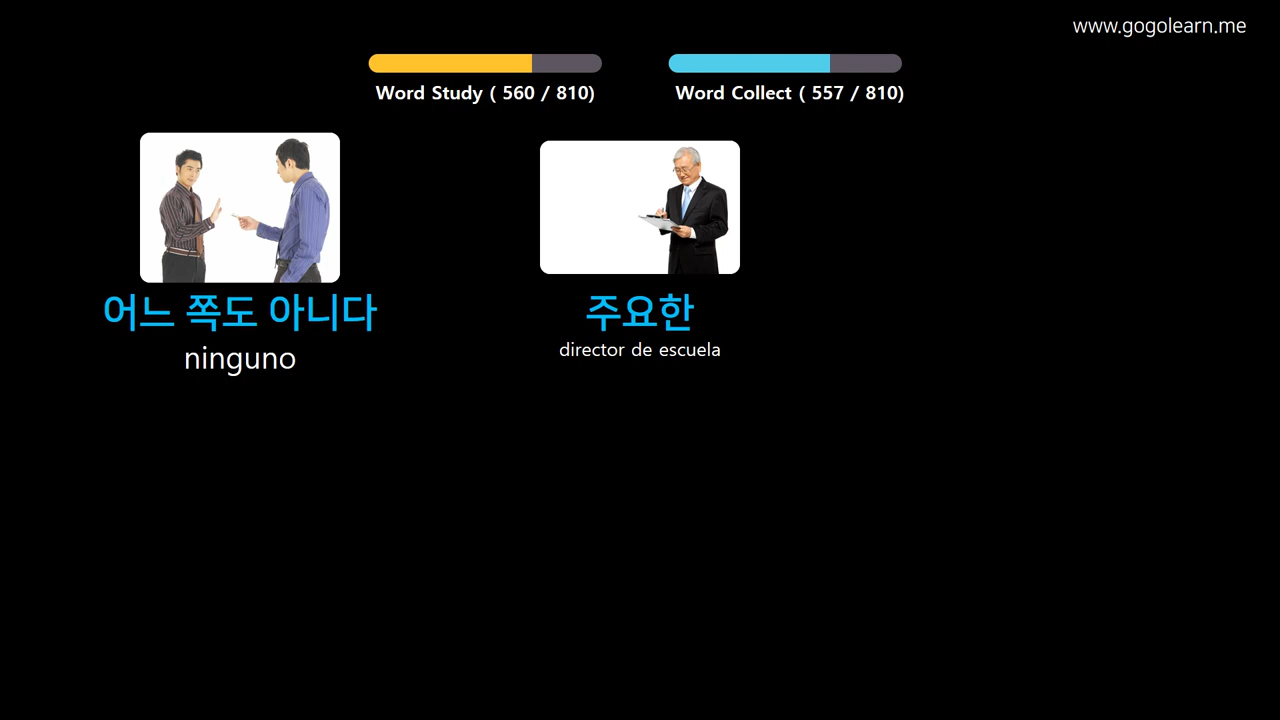 www.gogolearn.me
Word Study ( 560 / 810)
Word Collect ( 557 / 810)
어느 쪽도 아니다
ninguno
주요한
director de escuela